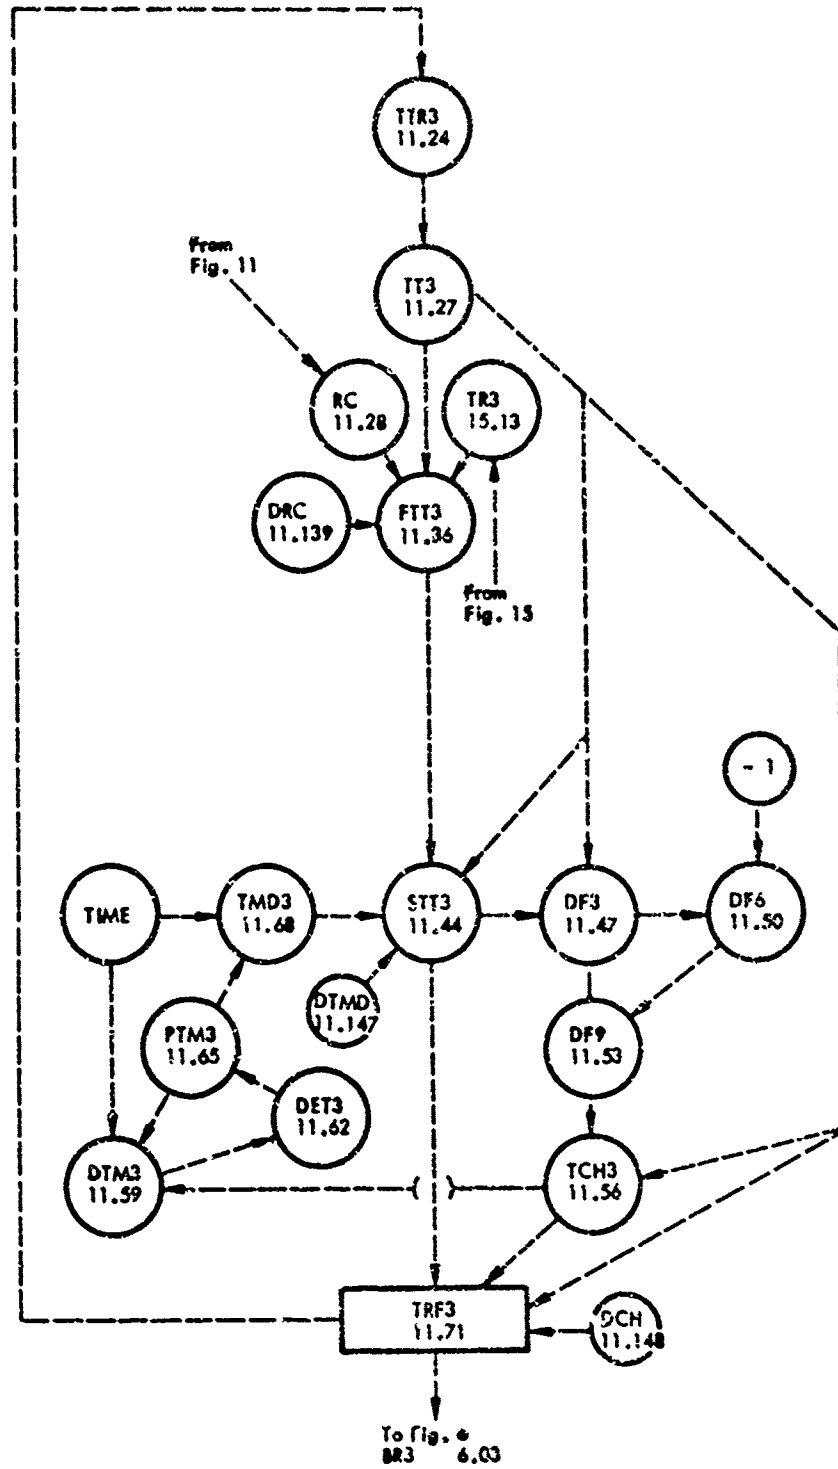 TTR3
11.24
From
Fig. 11
TT3
11.27
RC
11.28
TR3
15.13
DRC
11.139
FTT3
11.36
From
Fig. 15
- 1
TIME
TMD3
11.68
STT3
11.44
DF3
11.47
DF6
11.50
DTMD
11.147
PTM3
11.65
DF9
11.53
DET3
11.62
DTM3
11.59
TCH3
11.56
TRF3
11.71
DCH
11.148
To Fig.
BR3 6.03